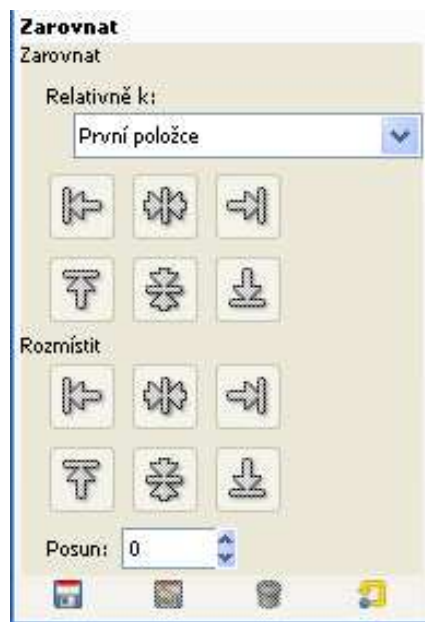 Zarovnat
Zarovnat
Relativně k:
První položce
Rozmístit
Posun: 0